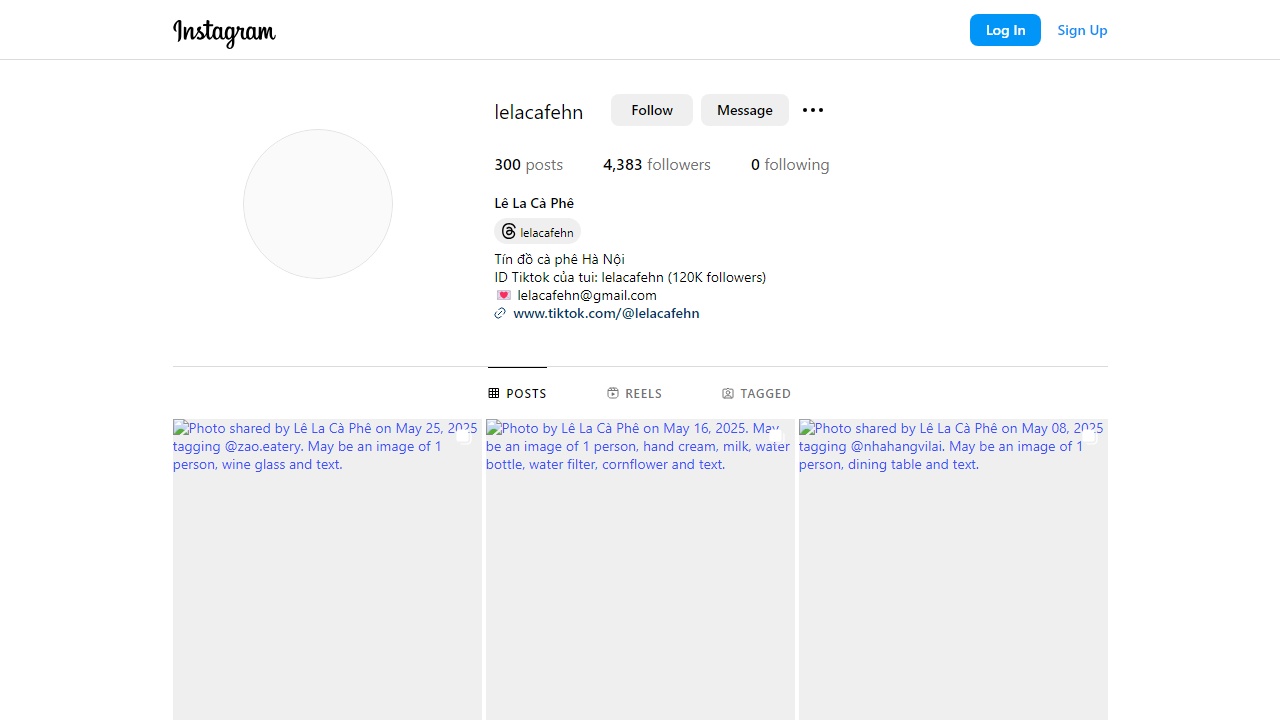 Instagram
Log In
Sign Up
lelacafehn
Follow
Message
300 posts
4,383 followers
0 following
Lê La Cà Phê
lelacafehn
Tín đồ cà phê Hà Nội
ID Tiktok của tui: lelacafehn (120K followers)
💌 lelacafehn@gmail.com
www.tiktok.com/@lelacafehn
POSTS
REELS
TAGGED
Photo shared by Lê La Cà Phê on May 25, 2025
tagging @zao.eatery. May be an image of 1
person, wine glass and text.
Photo by Lê La Cà Phê on May 16, 2025. May
be an image of 1 person, hand cream, milk, water
bottle, water filter, cornflower and text.
Photo shared by Lê La Cà Phê on May 08, 2025
tagging @nhahangvilai. May be an image of 1
person, dining table and text.